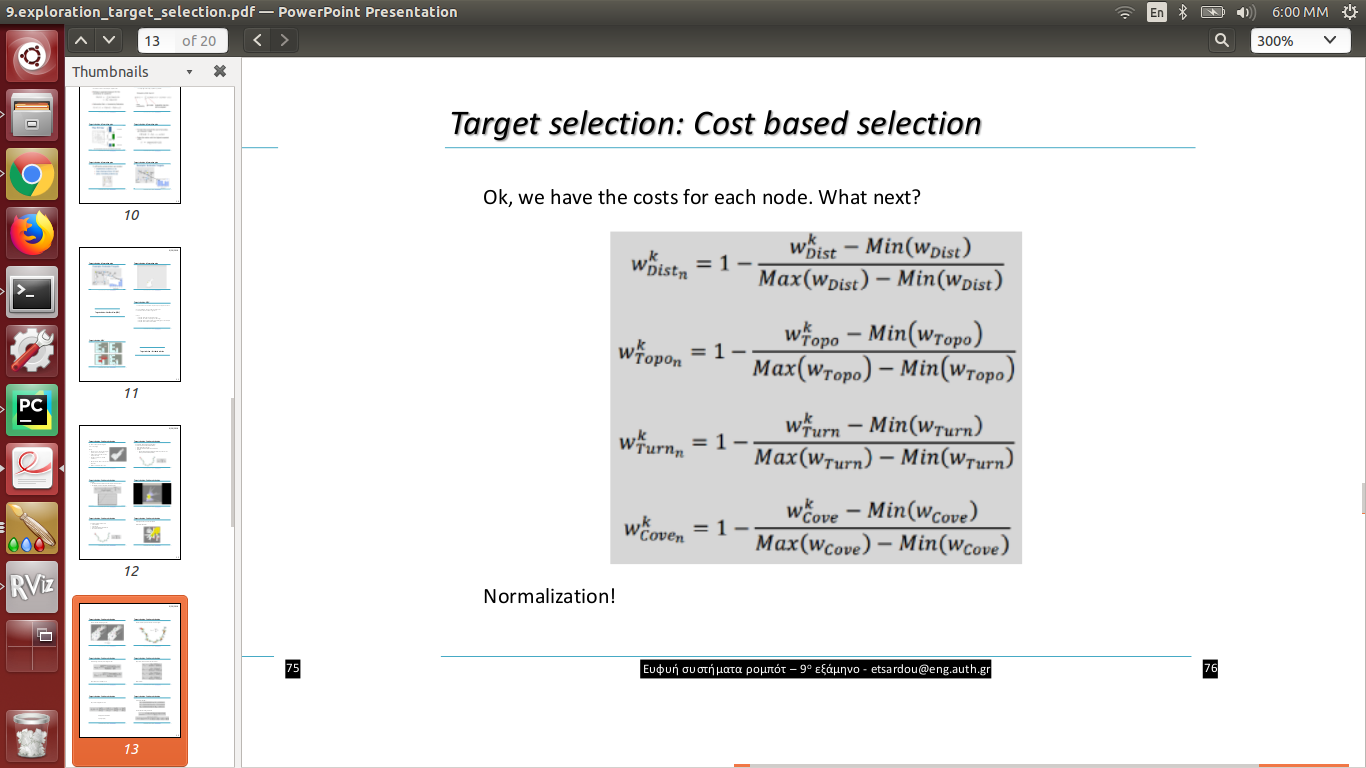 9.exploration_target_selection.pdf — PowerPoint Presentation
En
6:00 MM
13 of 20
300%
Thumbnails
10
11
12
13
PC
RViz
Target selection: Cost based selection
Ok, we have the costs for each node. What next?
w^k_{Dist_n} = 1 − (w^k_{Dist} − Min(w_{Dist})) / (Max(w_{Dist}) − Min(w_{Dist}))
w^k_{Topo_n} = 1 − (w^k_{Topo} − Min(w_{Topo})) / (Max(w_{Topo}) − Min(w_{Topo}))
w^k_{Turn_n} = 1 − (w^k_{Turn} − Min(w_{Turn})) / (Max(w_{Turn}) − Min(w_{Turn}))
w^k_{Cove_n} = 1 − (w^k_{Cove} − Min(w_{Cove})) / (Max(w_{Cove}) − Min(w_{Cove}))
Normalization!
75
Ευφυή συστήματα ρομπότ – 9ο εξάμηνο - etsardou@eng.auth.gr
76